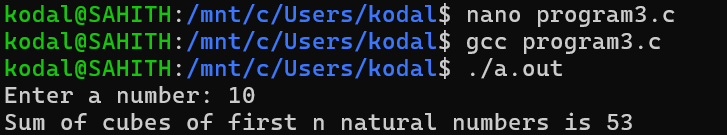 kodal@SAHITH:/mnt/c/Users/kodal$ nano program3.c
kodal@SAHITH:/mnt/c/Users/kodal$ gcc program3.c
kodal@SAHITH:/mnt/c/Users/kodal$ ./a.out
Enter a number: 10
Sum of cubes of first n natural numbers is 53